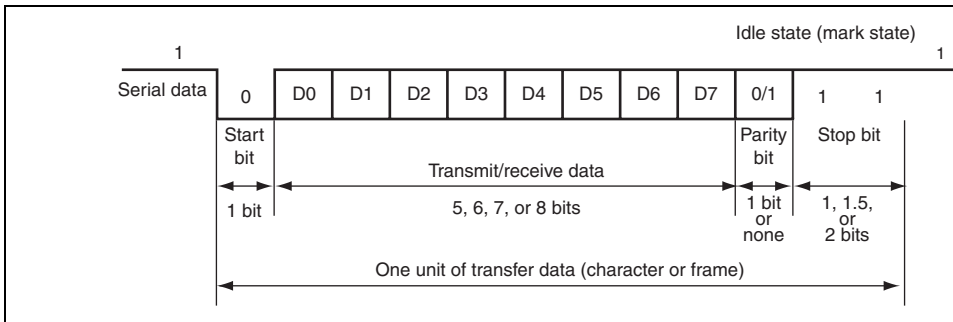 Idle state (mark state)
1 1
Serial data 0 D0 D1 D2 D3 D4 D5 D6 D7 0/1 1 1
Start Parity Stop bit
bit bit
Transmit/receive data
1 bit 5, 6, 7, or 8 bits 1 bit 1, 1.5,
or or
none 2 bits
One unit of transfer data (character or frame)